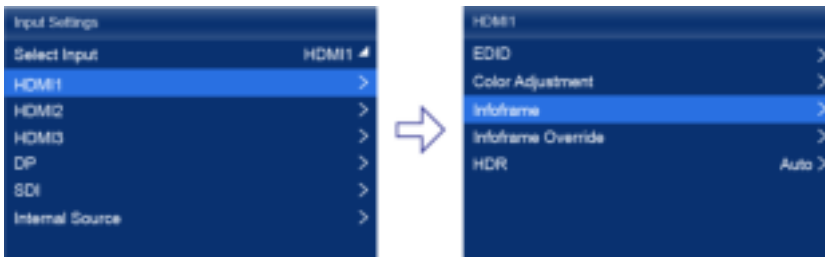 Input Settings
Select Input HDMI1
HDMI1
HDMI2
HDMI3
DP
SDI
Internal Source
HDMI1
EDID
Color Adjustment
Infoframe
Infoframe Override
HDR Auto